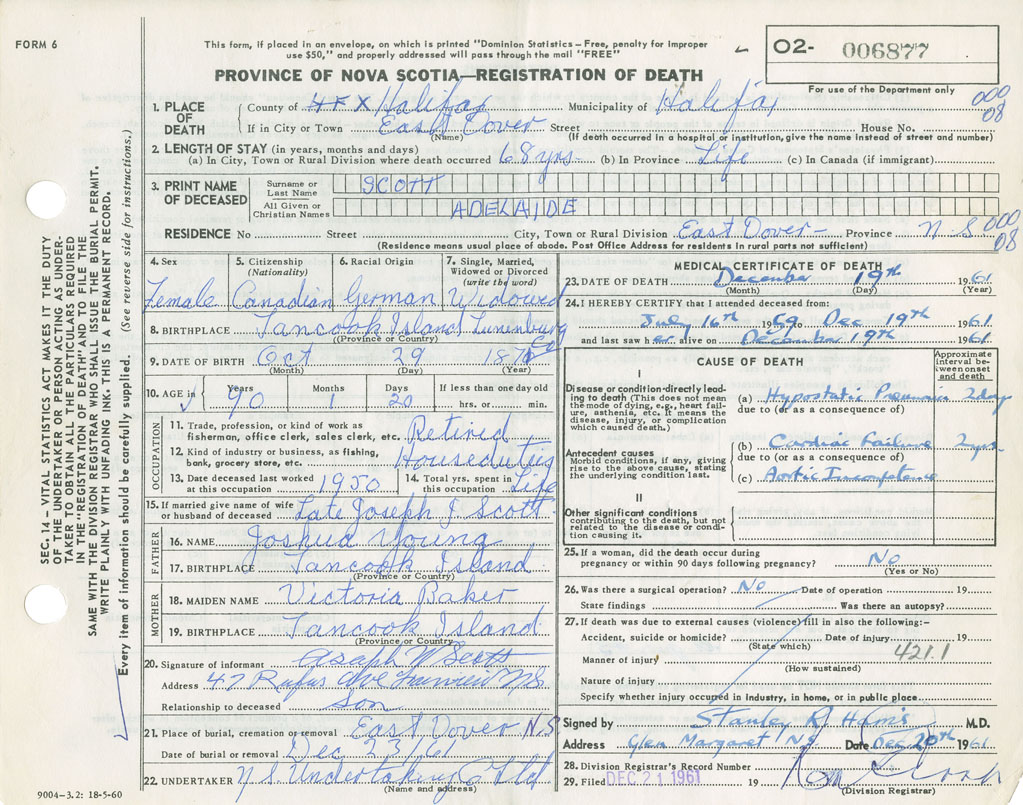 FORM 6
This form, if placed in an envelope, on which is printed "Dominion Statistics – Free, penalty for improper
use $50," and properly addressed will pass through the mail "FREE"
PROVINCE OF NOVA SCOTIA—REGISTRATION OF DEATH
O2- 006877
For use of the Department only
000
08
1. PLACE OF DEATH
County of HFX Halifax Municipality of Halifax
If in City or Town East Dover Street House No.
(Name) (If death occurred in a hospital or institution, give the name instead of street and number)
2. LENGTH OF STAY (in years, months and days)
(a) In City, Town or Rural Division where death occurred 68 yrs- (b) In Province Life (c) In Canada (if immigrant)
3. PRINT NAME OF DECEASED
Surname or Last Name SCOTT
All Given or Christian Names ADELAIDE
RESIDENCE No Street City, Town or Rural Division East Dover- Province N.S
000
08
(Residence means usual place of abode. Post Office Address for residents in rural parts not sufficient)
4. Sex 5. Citizenship (Nationality) 6. Racial Origin 7. Single, Married, Widowed or Divorced (write the word)
Female Canadian German Widowed
8. BIRTHPLACE Tancook Island Lunenburg Co
(Province or Country)
9. DATE OF BIRTH Oct 29
(Month) (Day) (Year)
10. AGE in Years Months Days If less than one day old
90 1 20 hrs. or min.
OCCUPATION
11. Trade, profession, or kind of work as
fisherman, office clerk, sales clerk, etc. Retired
12. Kind of industry or business, as fishing,
bank, grocery store, etc. Houseduties
13. Date deceased last worked at this occupation 1950
14. Total yrs. spent in this occupation Life
15. If married give name of wife
or husband of deceased Late Joseph J. Scott
FATHER
16. NAME Joshua Young
17. BIRTHPLACE Tancook Island
(Province or Country)
MOTHER
18. MAIDEN NAME Victoria Baker
19. BIRTHPLACE Tancook Island
(Province or Country)
20. Signature of informant Asaph W Scott
Address 47 Rufus Ave Fairview N.S.
Relationship to deceased son
21. Place of burial, cremation or removal East Dover N.S
Date of burial or removal Dec 23/61
22. UNDERTAKER N.S. Undertaking Co Ltd
(Name and address)
MEDICAL CERTIFICATE OF DEATH
23. DATE OF DEATH December 19th 1961
(Month) (Day) (Year)
24. I HEREBY CERTIFY that I attended deceased from:
July 16th 1959 Dec 19th 1961
and last saw her alive on December 19th 1961
CAUSE OF DEATH
Approximate interval between onset and death
I
Disease or condition-directly leading to death (This does not mean the mode of dying, e.g., heart failure, asthenia, etc. It means the disease, injury, or complication which caused death.)
(a) Hypostatic Pneumonia 2 days
due to (or as a consequence of)
Antecedent causes
Morbid conditions, if any, giving rise to the above cause, stating the underlying condition last.
(b) Cardiac Failure 2yrs-
due to (or as a consequence of)
(c) Aortic Incompetence
II
Other significant conditions
contributing to the death, but not related to the disease or condition causing it.
25. If a woman, did the death occur during
pregnancy or within 90 days following pregnancy? No
(Yes or No)
26. Was there a surgical operation? No Date of operation 19
State findings Was there an autopsy?
27. If death was due to external causes (violence) fill in also the following:-
Accident, suicide or homicide? Date of injury 19
(State which) 421.1
Manner of injury
(How sustained)
Nature of injury
Specify whether injury occurred in industry, in home, or in public place
Signed by Stanley R. Harris M.D.
Address Glen Margaret N.S Date Dec 20th 1961
28. Division Registrar's Record Number
29. Filed DEC 21 1961 19
(Division Registrar)
SEC. 14 – VITAL STATISTICS ACT MAKES IT THE DUTY
OF THE UNDERTAKER OR PERSON ACTING AS UNDER-
TAKER TO OBTAIN ALL THE PARTICULARS REQUIRED
IN THE "REGISTRATION OF DEATH" AND TO FILE THE
SAME WITH THE DIVISION REGISTRAR WHO SHALL ISSUE THE BURIAL PERMIT.
WRITE PLAINLY WITH UNFADING INK. THIS IS A PERMANENT RECORD.
Every item of information should be carefully supplied. (See reverse side for instructions.)
9004–3.2: 18-5-60